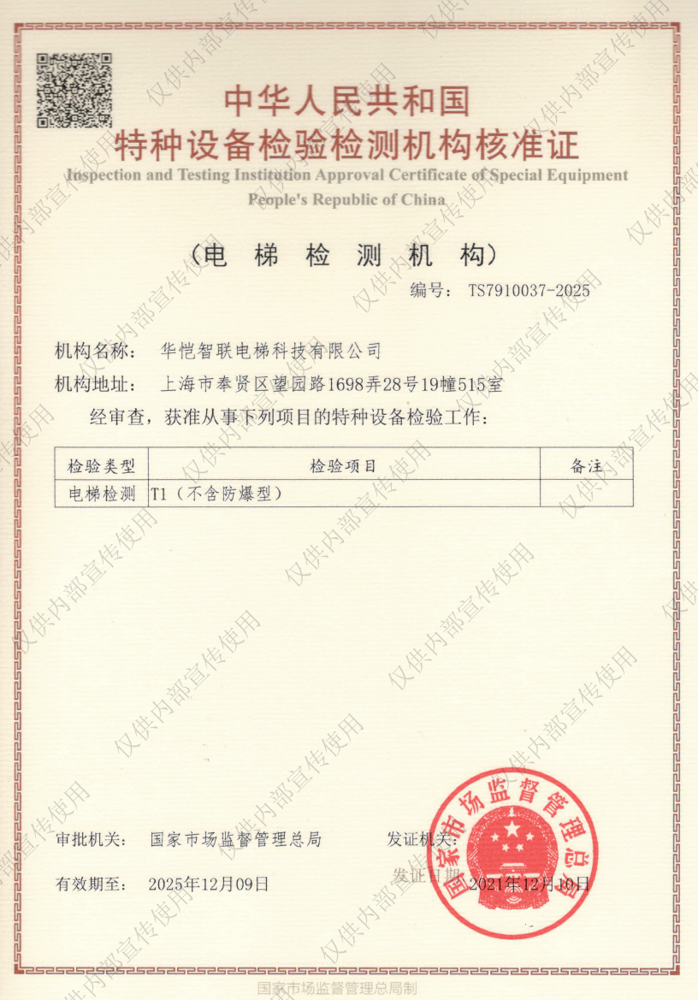 中华人民共和国
特种设备检验检测机构核准证
Inspection and Testing Institution Approval Certificate of Special Equipment
People's Republic of China
（电梯检测机构）
编号： TS7910037-2025
机构名称： 华恺智联电梯科技有限公司
机构地址： 上海市奉贤区望园路1698弄28号19幢515室
经审查，获准从事下列项目的特种设备检验工作：
检验类型 检验项目 备注
电梯检测 T1（不含防爆型）
审批机关： 国家市场监督管理总局 发证机关：
有效期至： 2025年12月09日 发证日期 2021年12月10日
国家市场监督管理总局
国家市场监督管理总局制
仅供内部宣传使用